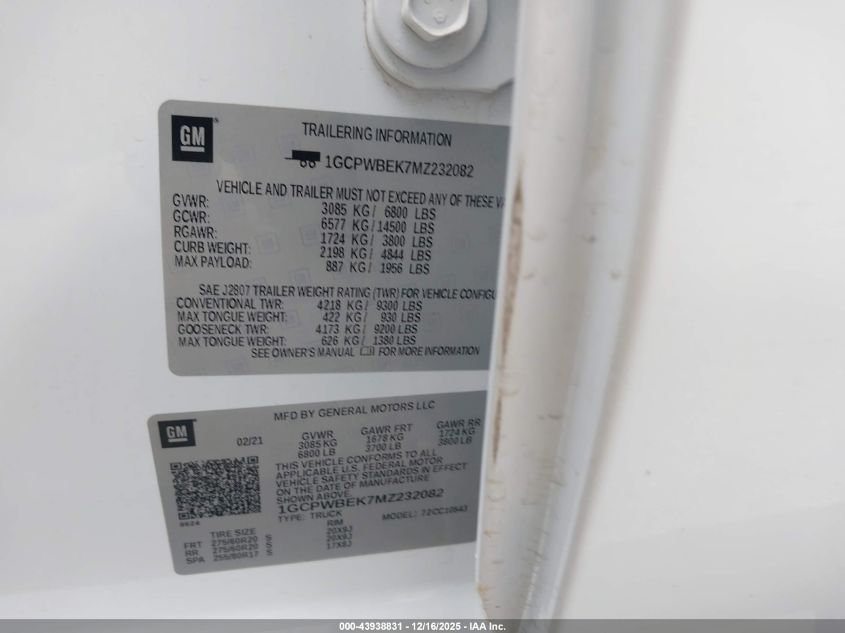 GM
TRAILERING INFORMATION
1GCPWBEK7MZ232082
VEHICLE AND TRAILER MUST NOT EXCEED ANY OF THESE
GVWR: 3085 KG/ 6800 LBS
GCWR: 6577 KG/14500 LBS
RGAWR: 1724 KG/ 3800 LBS
CURB WEIGHT: 2198 KG/ 4844 LBS
MAX PAYLOAD: 887 KG/ 1956 LBS
SAE J2807 TRAILER WEIGHT RATING (TWR) FOR VEHICLE
CONVENTIONAL TWR: 4218 KG/ 9300 LBS
MAX TONGUE WEIGHT: 422 KG/ 930 LBS
GOOSENECK TWR: 4173 KG/ 9200 LBS
MAX TONGUE WEIGHT: 626 KG/ 1380 LBS
SEE OWNER'S MANUAL FOR MORE INFORMATION
GM
MFD BY GENERAL MOTORS LLC
02/21 GVWR GAWR FRT GAWR RR
3085 KG 1678 KG 1724 KG
6800 LB 3700 LB 3800 LB
THIS VEHICLE CONFORMS TO ALL
APPLICABLE U.S. FEDERAL MOTOR
VEHICLE SAFETY STANDARDS IN EFFECT
ON THE DATE OF MANUFACTURE
SHOWN ABOVE.
1GCPWBEK7MZ232082
TYPE: TRUCK MODEL: 72CC10543
TIRE SIZE RIM
FRT 275/60R20 S 20X9J
RR 275/60R20 S 20X9J
SPA 255/80R17 S 17X8J
000-43938831 - 12/16/2025 - IAA Inc.